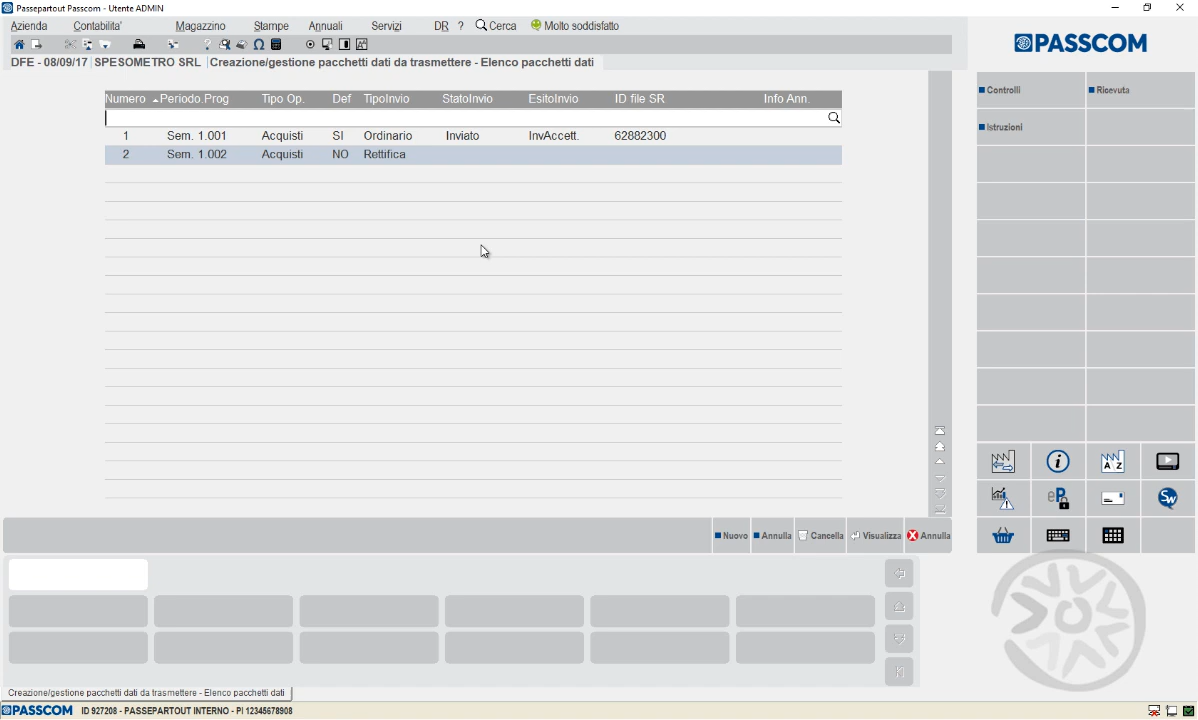 Passepartout Passcom - Utente ADMIN
Azienda Contabilita' Magazzino Stampe Annuali Servizi DR ? Cerca Molto soddisfatto
DFE - 08/09/17 SPESOMETRO SRL Creazione/gestione pacchetti dati da trasmettere - Elenco pacchetti dati
PASSCOM
Controlli Ricevuta
Istruzioni
Numero Periodo.Prog Tipo Op. Def TipoInvio StatoInvio EsitoInvio ID file SR. Info Ann.
1 Sem. 1.001 Acquisti SI Ordinario Inviato InvAccett. 62882300
2 Sem. 1.002 Acquisti NO Rettifica
A Z
eP Sw
Nuovo Annulla Cancella Visualizza Annulla
Creazione/gestione pacchetti dati da trasmettere - Elenco pacchetti dati
PASSCOM ID 927208 - PASSEPARTOUT INTERNO - PI 12345678908